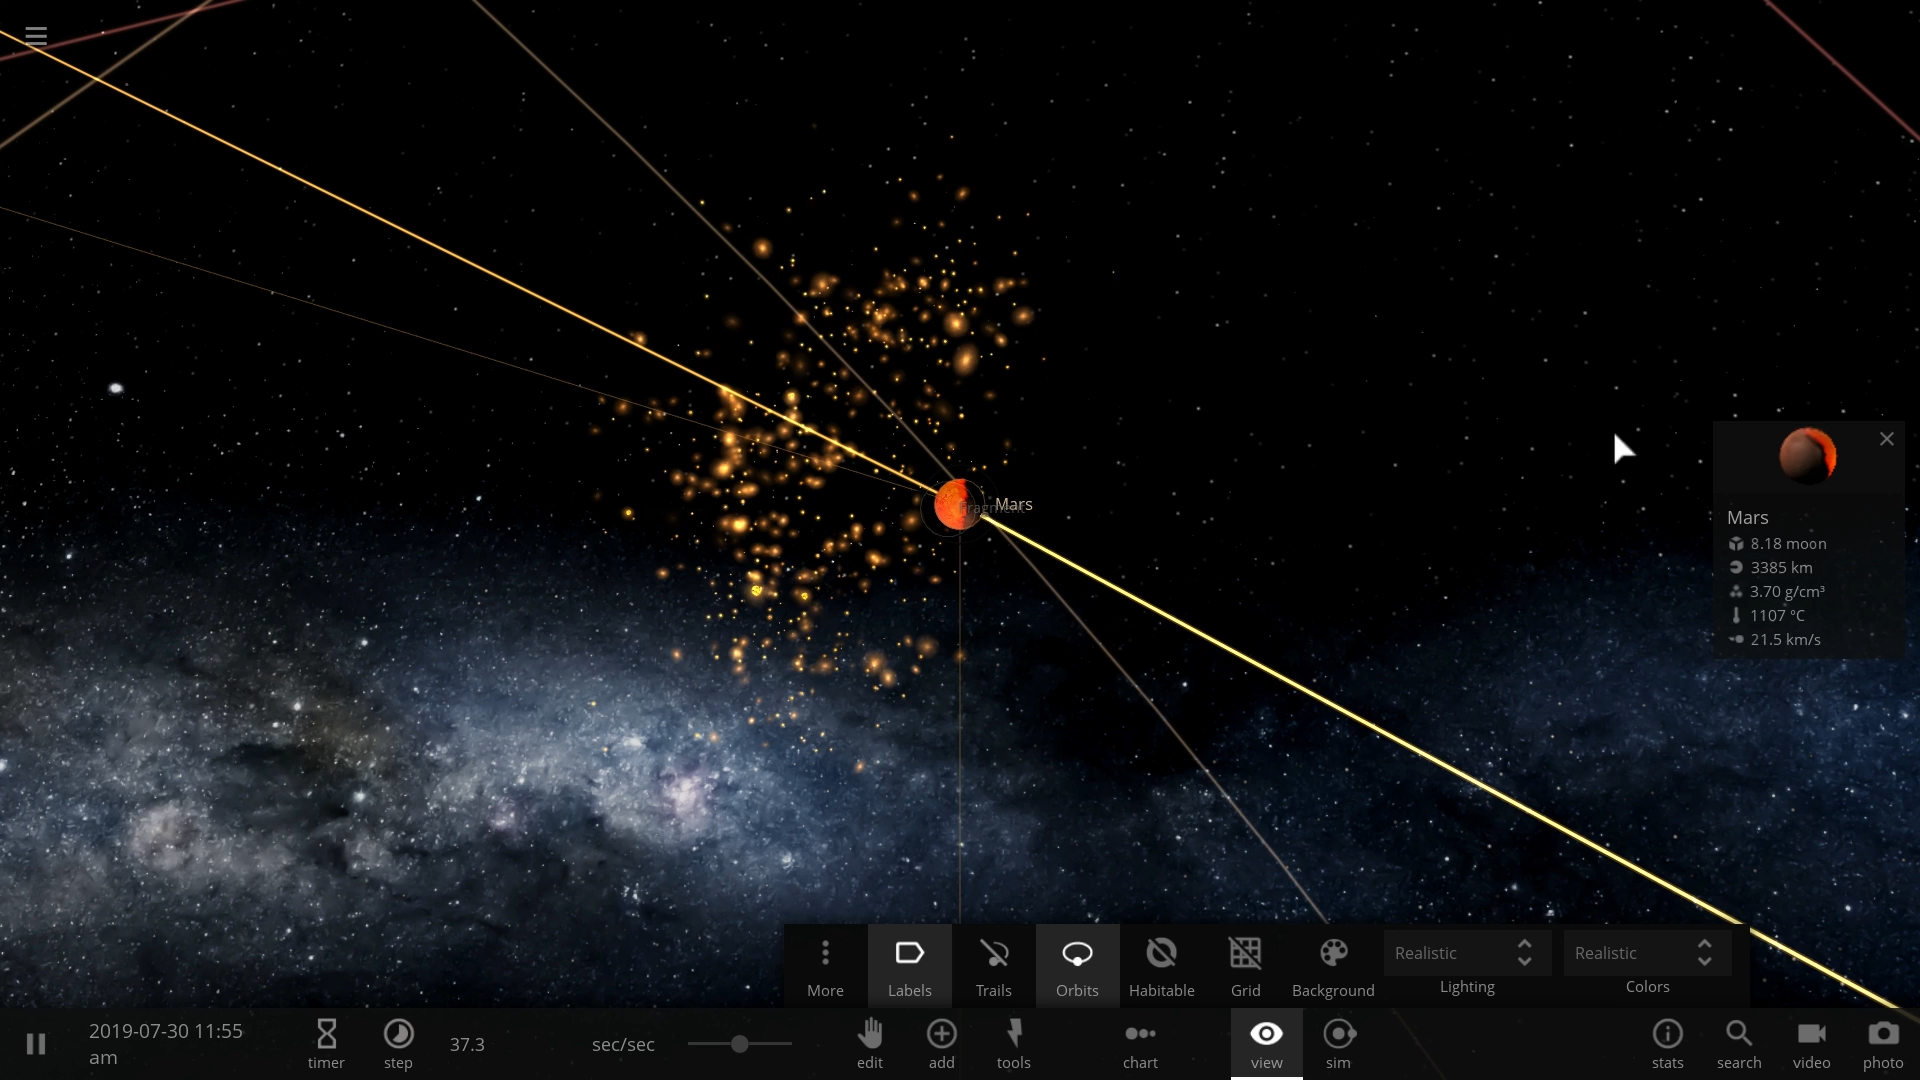 Mars
Fragment
Mars
8.18 moon
3385 km
3.70 g/cm³
1107 °C
21.5 km/s
More
Labels
Trails
Orbits
Habitable
Grid
Background
Realistic
Lighting
Realistic
Colors
2019-07-30 11:55
am
timer
step
37.3
sec/sec
edit
add
tools
chart
view
sim
stats
search
video
photo